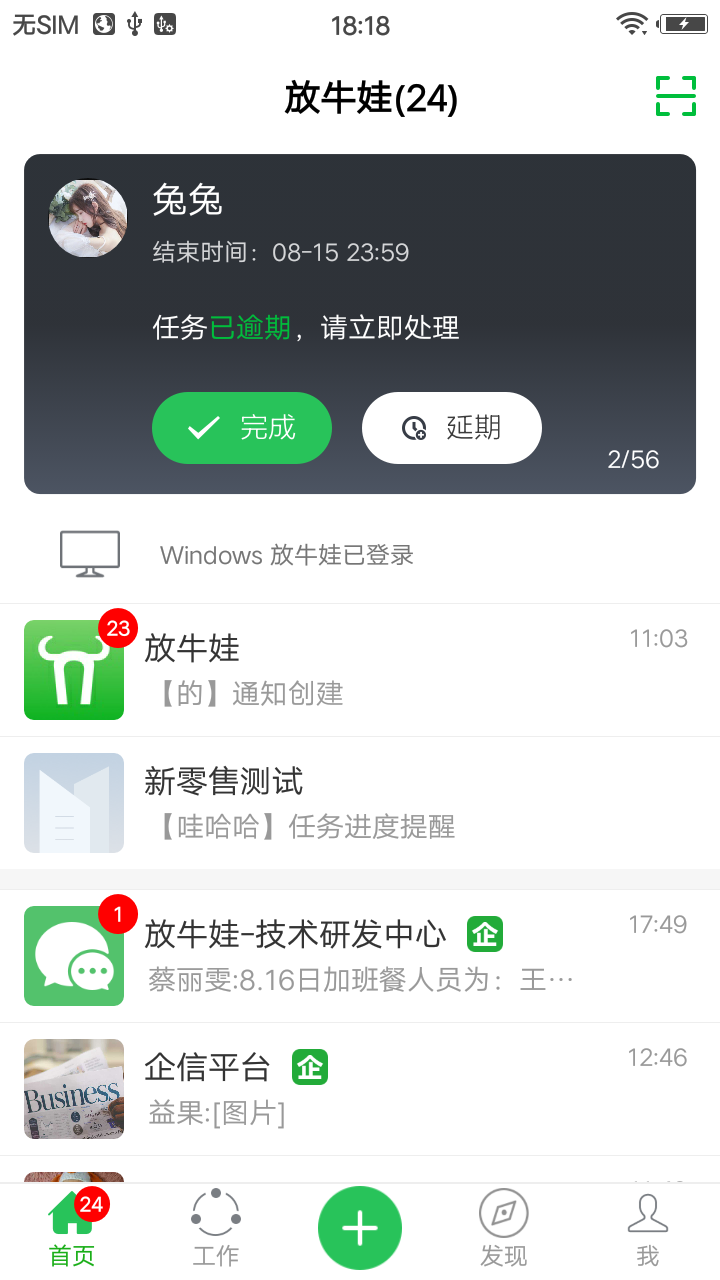 无SIM 18:18
放牛娃(24)
兔兔
结束时间：08-15 23:59
任务已逾期，请立即处理
完成 延期
2/56
Windows 放牛娃已登录
23
放牛娃 11:03
【的】通知创建
新零售测试
【哇哈哈】任务进度提醒
1
放牛娃-技术研发中心 企 17:49
蔡丽雯:8.16日加班餐人员为：王…
企信平台 企 12:46
Business
益果:[图片]
24
首页 工作 发现 我